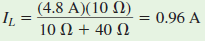 I_L = (4.8 A)(10 Ω) / 10 Ω + 40 Ω = 0.96 A